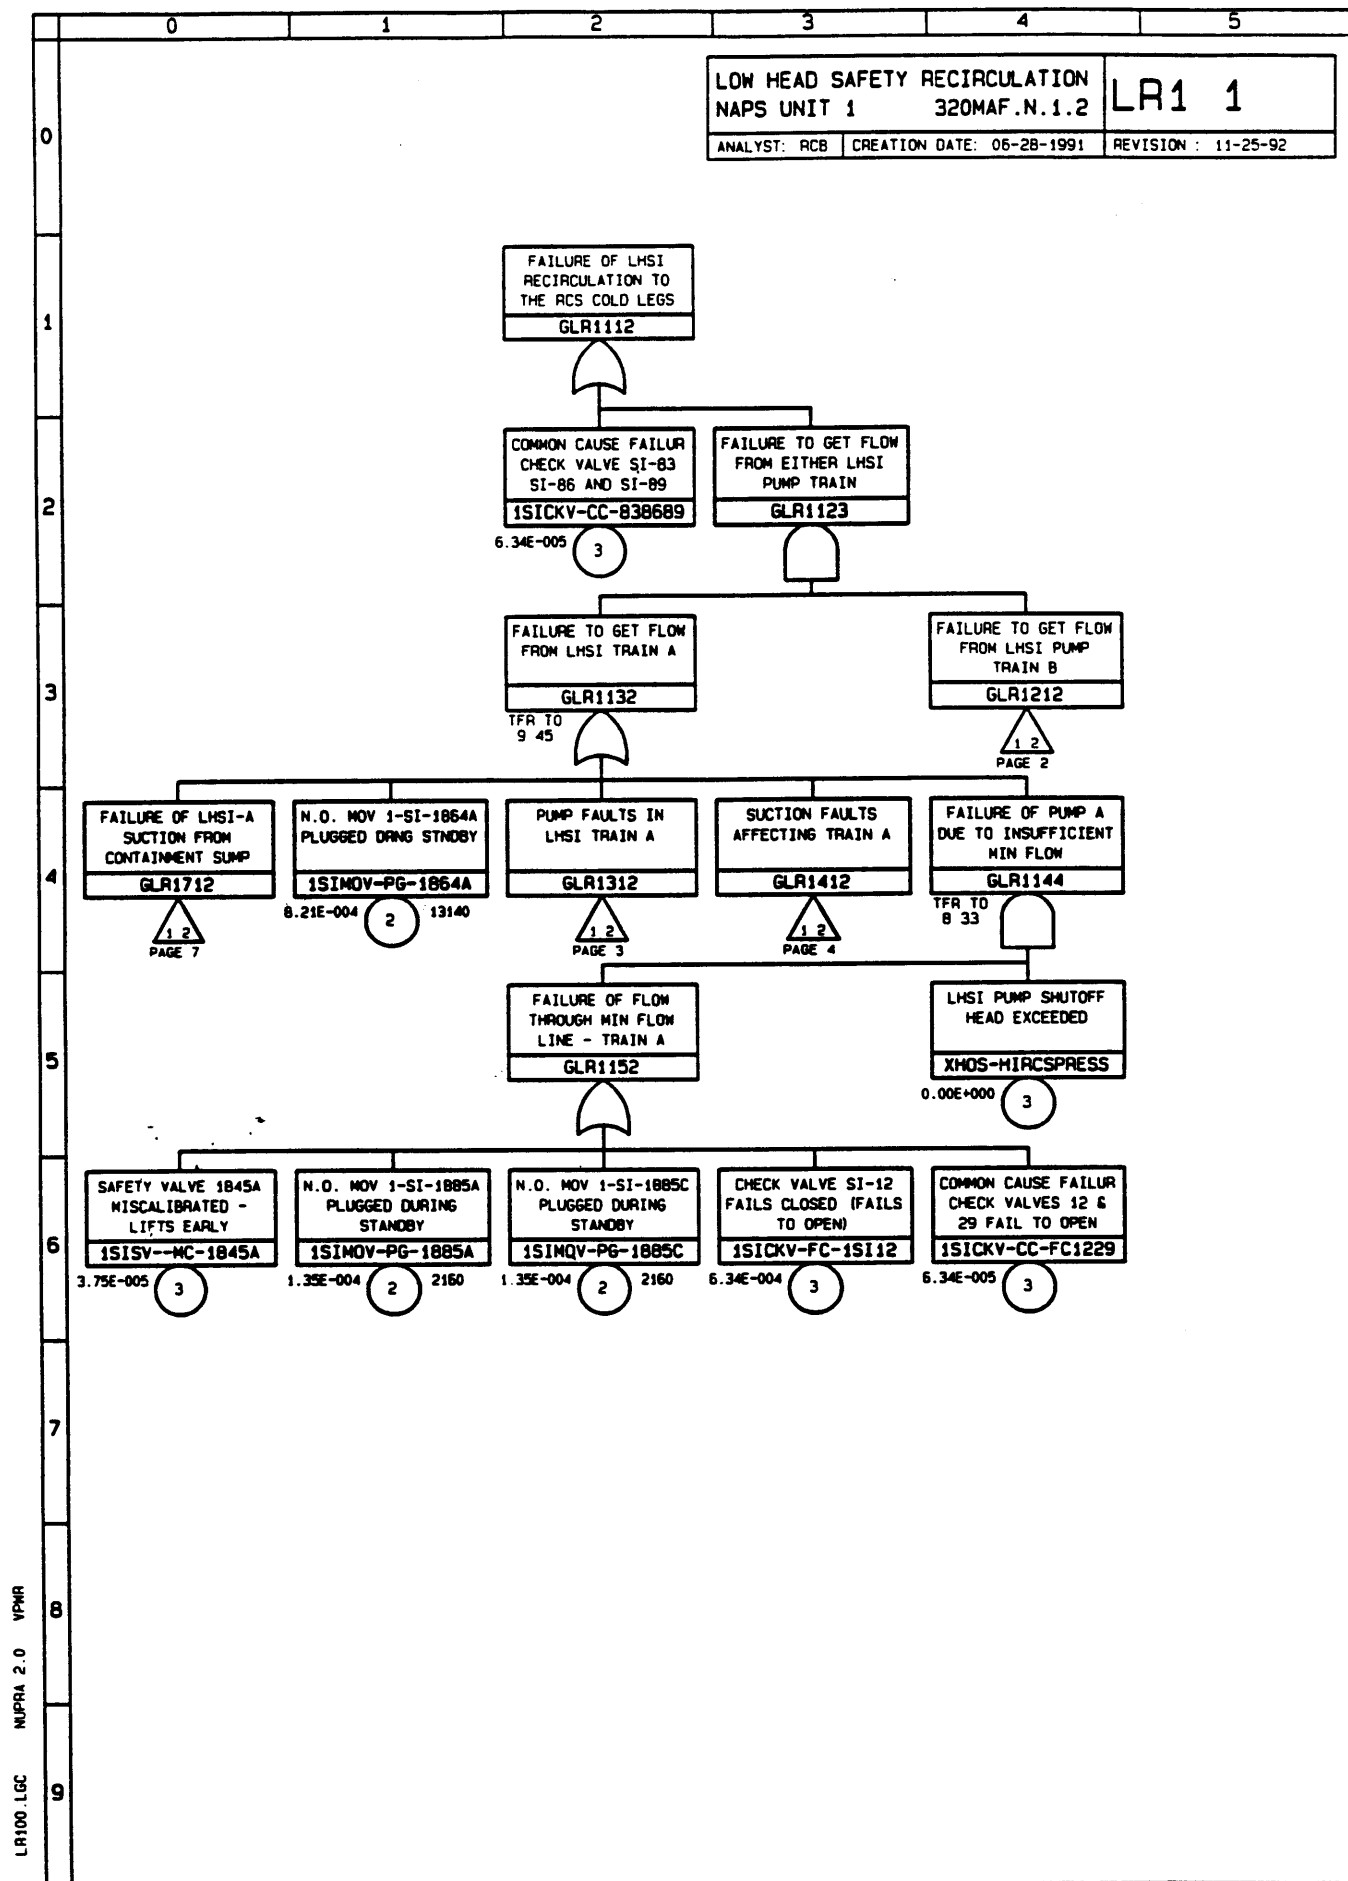 0 1 2 3 4 5
LOW HEAD SAFETY RECIRCULATION
NAPS UNIT 1 320MAF.N.1.2
LR1 1
ANALYST: RCB CREATION DATE: 06-28-1991 REVISION : 11-25-92
0
FAILURE OF LHSI
RECIRCULATION TO
THE RCS COLD LEGS
GLR1112
1
COMMON CAUSE FAILUR
CHECK VALVE SI-83
SI-86 AND SI-89
1SICKV-CC-838689
6.34E-005
3
FAILURE TO GET FLOW
FROM EITHER LHSI
PUMP TRAIN
GLR1123
2
FAILURE TO GET FLOW
FROM LHSI TRAIN A
GLR1132
TFR TO
9 45
FAILURE TO GET FLOW
FROM LHSI PUMP
TRAIN B
GLR1212
1 2
PAGE 2
3
FAILURE OF LHSI-A
SUCTION FROM
CONTAINMENT SUMP
GLR1712
1 2
PAGE 7
N.O. MOV 1-SI-1864A
PLUGGED DRNG STNDBY
1SIMOV-PG-1864A
8.21E-004
2
13140
PUMP FAULTS IN
LHSI TRAIN A
GLR1312
1 2
PAGE 3
SUCTION FAULTS
AFFECTING TRAIN A
GLR1412
1 2
PAGE 4
FAILURE OF PUMP A
DUE TO INSUFFICIENT
MIN FLOW
GLR1144
TFR TO
8 33
4
FAILURE OF FLOW
THROUGH MIN FLOW
LINE - TRAIN A
GLR1152
LHSI PUMP SHUTOFF
HEAD EXCEEDED
XHOS-HIRCSPRESS
0.00E+000
3
5
SAFETY VALVE 1845A
MISCALIBRATED -
LIFTS EARLY
1SISV--MC-1845A
3.75E-005
3
N.O. MOV 1-SI-1885A
PLUGGED DURING
STANDBY
1SIMOV-PG-1885A
1.35E-004
2
2160
N.O. MOV 1-SI-1885C
PLUGGED DURING
STANDBY
1SIMOV-PG-1885C
1.35E-004
2
2160
CHECK VALVE SI-12
FAILS CLOSED (FAILS
TO OPEN)
1SICKV-FC-1SI12
6.34E-004
3
COMMON CAUSE FAILUR
CHECK VALVES 12 &
29 FAIL TO OPEN
1SICKV-CC-FC1229
6.34E-005
3
6
7
8
9
LR100.LGC NUPRA 2.0 VPWR